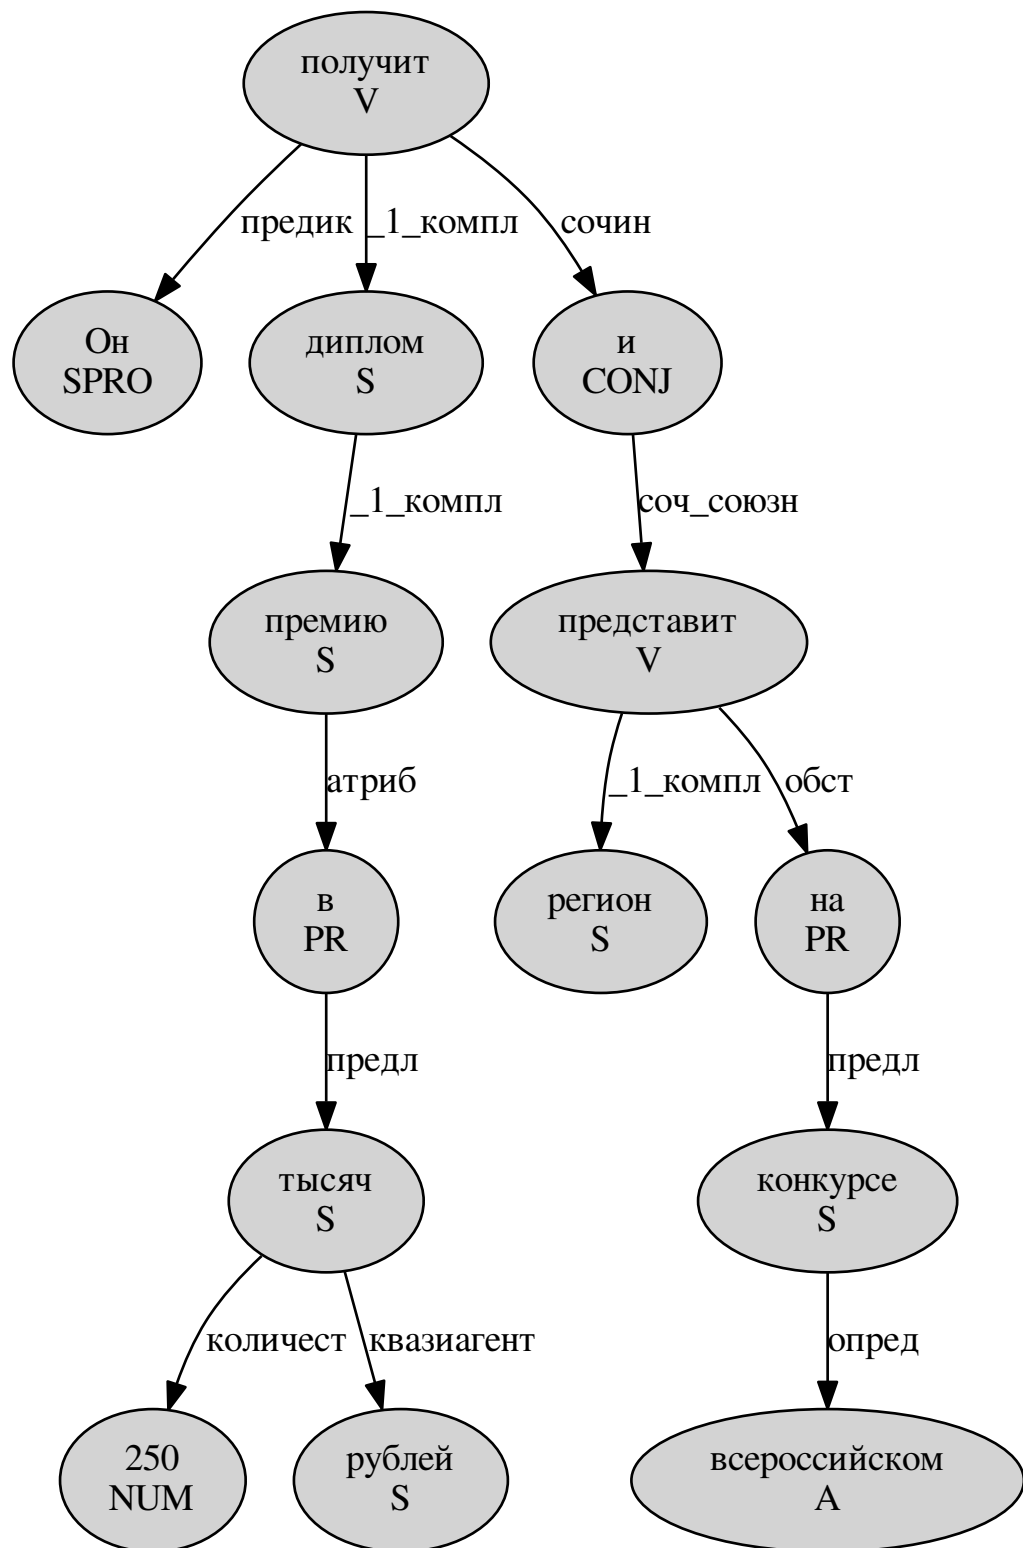 получит
V
предик
_1_компл
сочин
Он
SPRO
диплом
S
и
CONJ
_1_компл
соч_союзн
премию
S
представит
V
атриб
_1_компл
обст
в
PR
регион
S
на
PR
предл
предл
тысяч
S
конкурсе
S
количест
квазиагент
опред
250
NUM
рублей
S
всероссийском
A